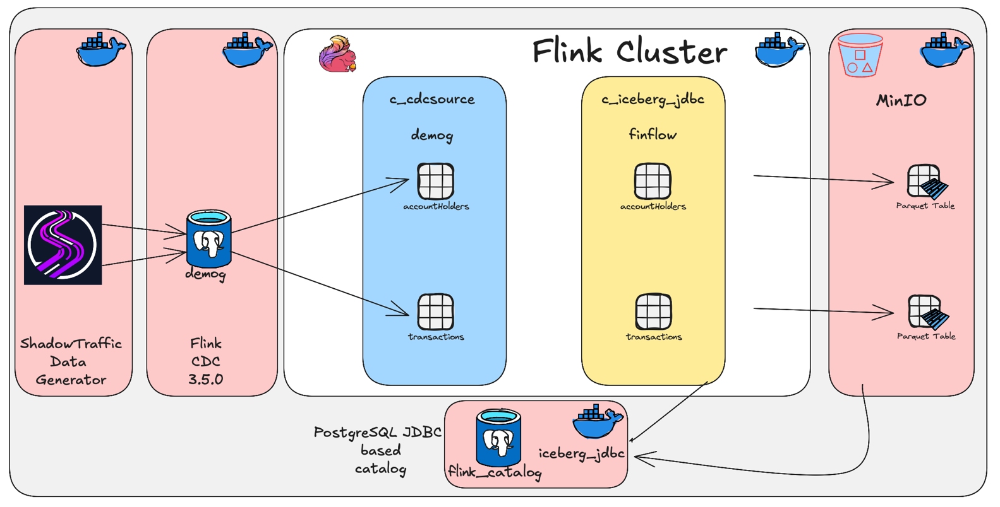 Flink Cluster
c_cdcsource
c_iceberg_jdbc
MinIO
demog
finflow
accountHolders
accountHolders
Parquet Table
demog
transactions
transactions
Parquet Table
ShadowTraffic
Data
Generator
Flink
CDC
3.5.0
PostgreSQL JDBC
based
catalog
iceberg_jdbc
flink_catalog